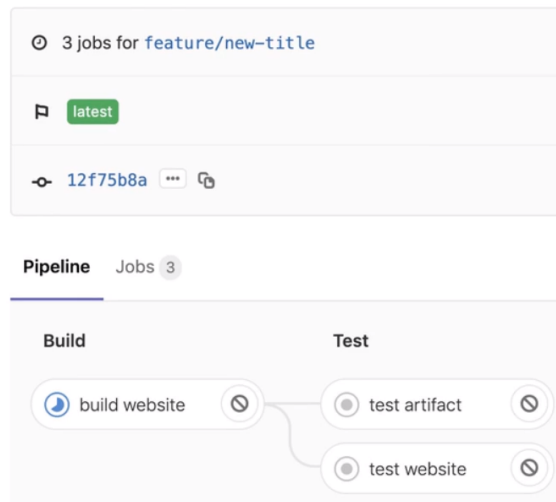 3 jobs for feature/new-title
latest
12f75b8a ...
Pipeline Jobs 3
Build Test
build website test artifact
test website